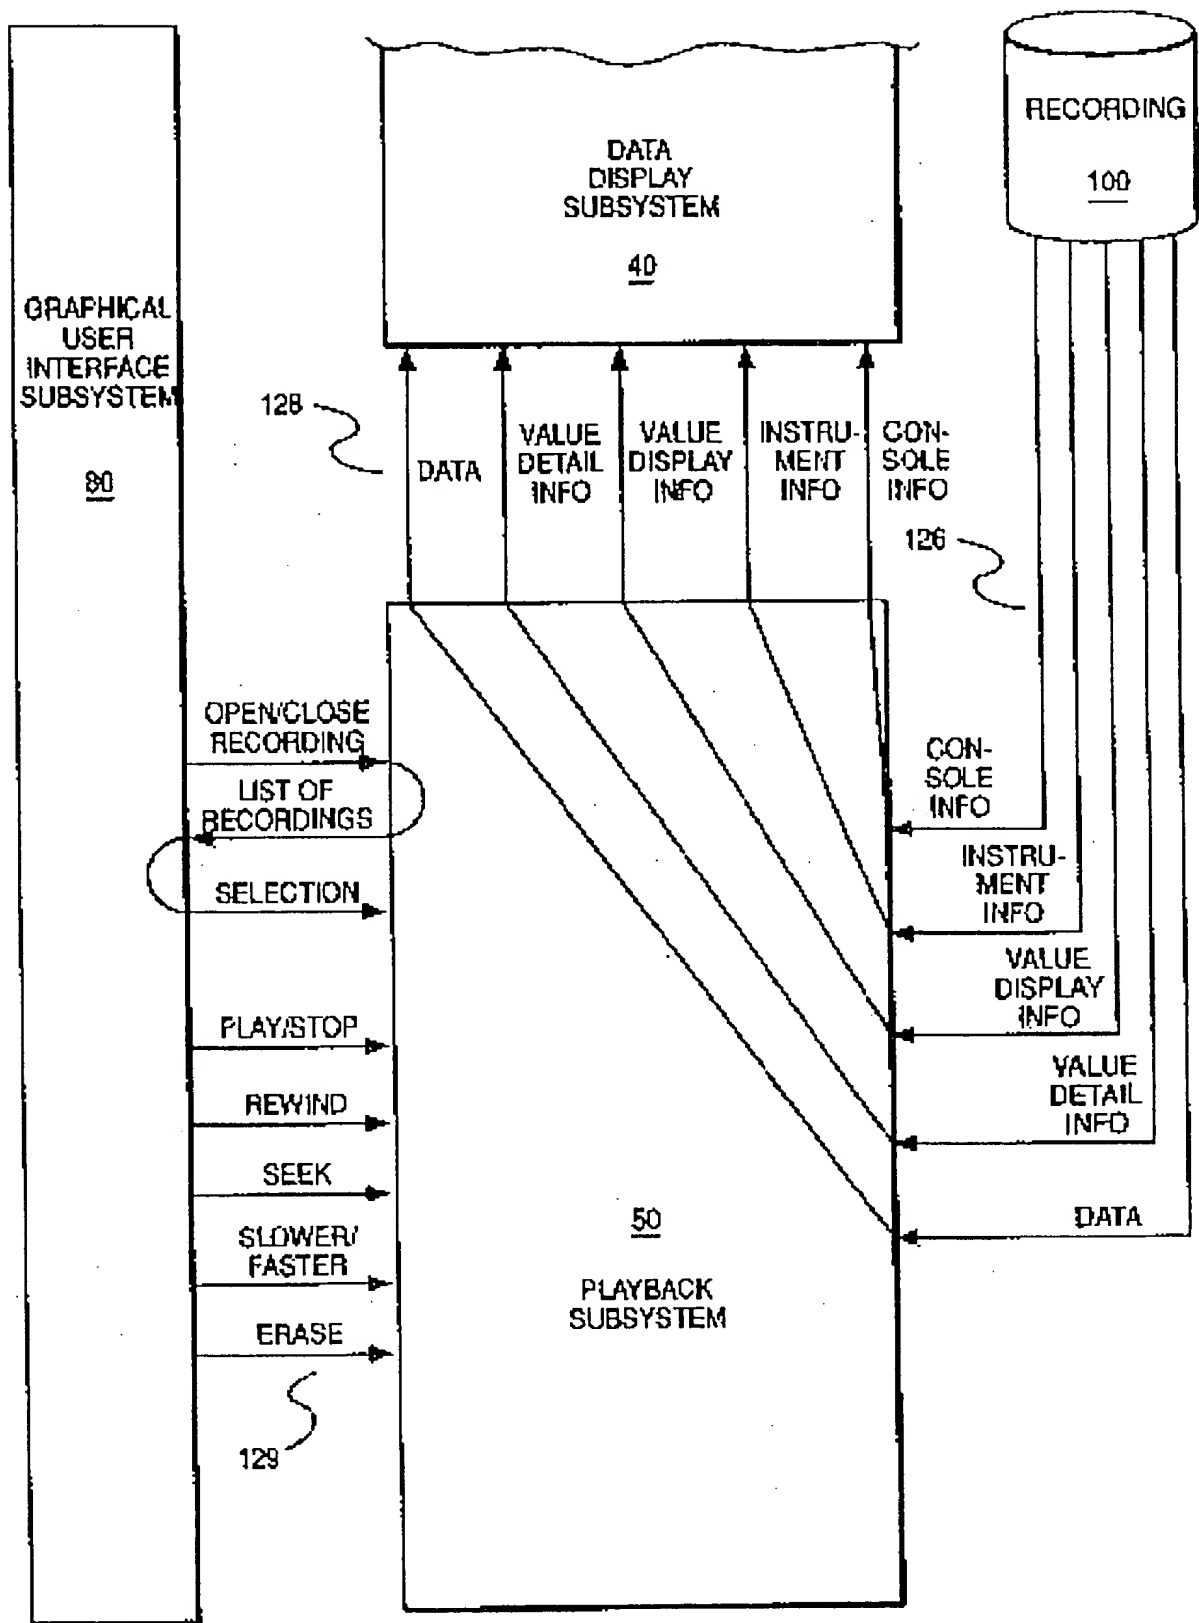 RECORDING
100
DATA
DISPLAY
SUBSYSTEM
40
GRAPHICAL
USER
INTERFACE
SUBSYSTEM
80
128
DATA
VALUE
DETAIL
INFO
VALUE
DISPLAY
INFO
INSTRU-
MENT
INFO
CON-
SOLE
INFO
126
OPEN/CLOSE
RECORDING
LIST OF
RECORDINGS
SELECTION
PLAY/STOP
REWIND
SEEK
SLOWER/
FASTER
ERASE
129
50
PLAYBACK
SUBSYSTEM
CON-
SOLE
INFO
INSTRU-
MENT
INFO
VALUE
DISPLAY
INFO
VALUE
DETAIL
INFO
DATA